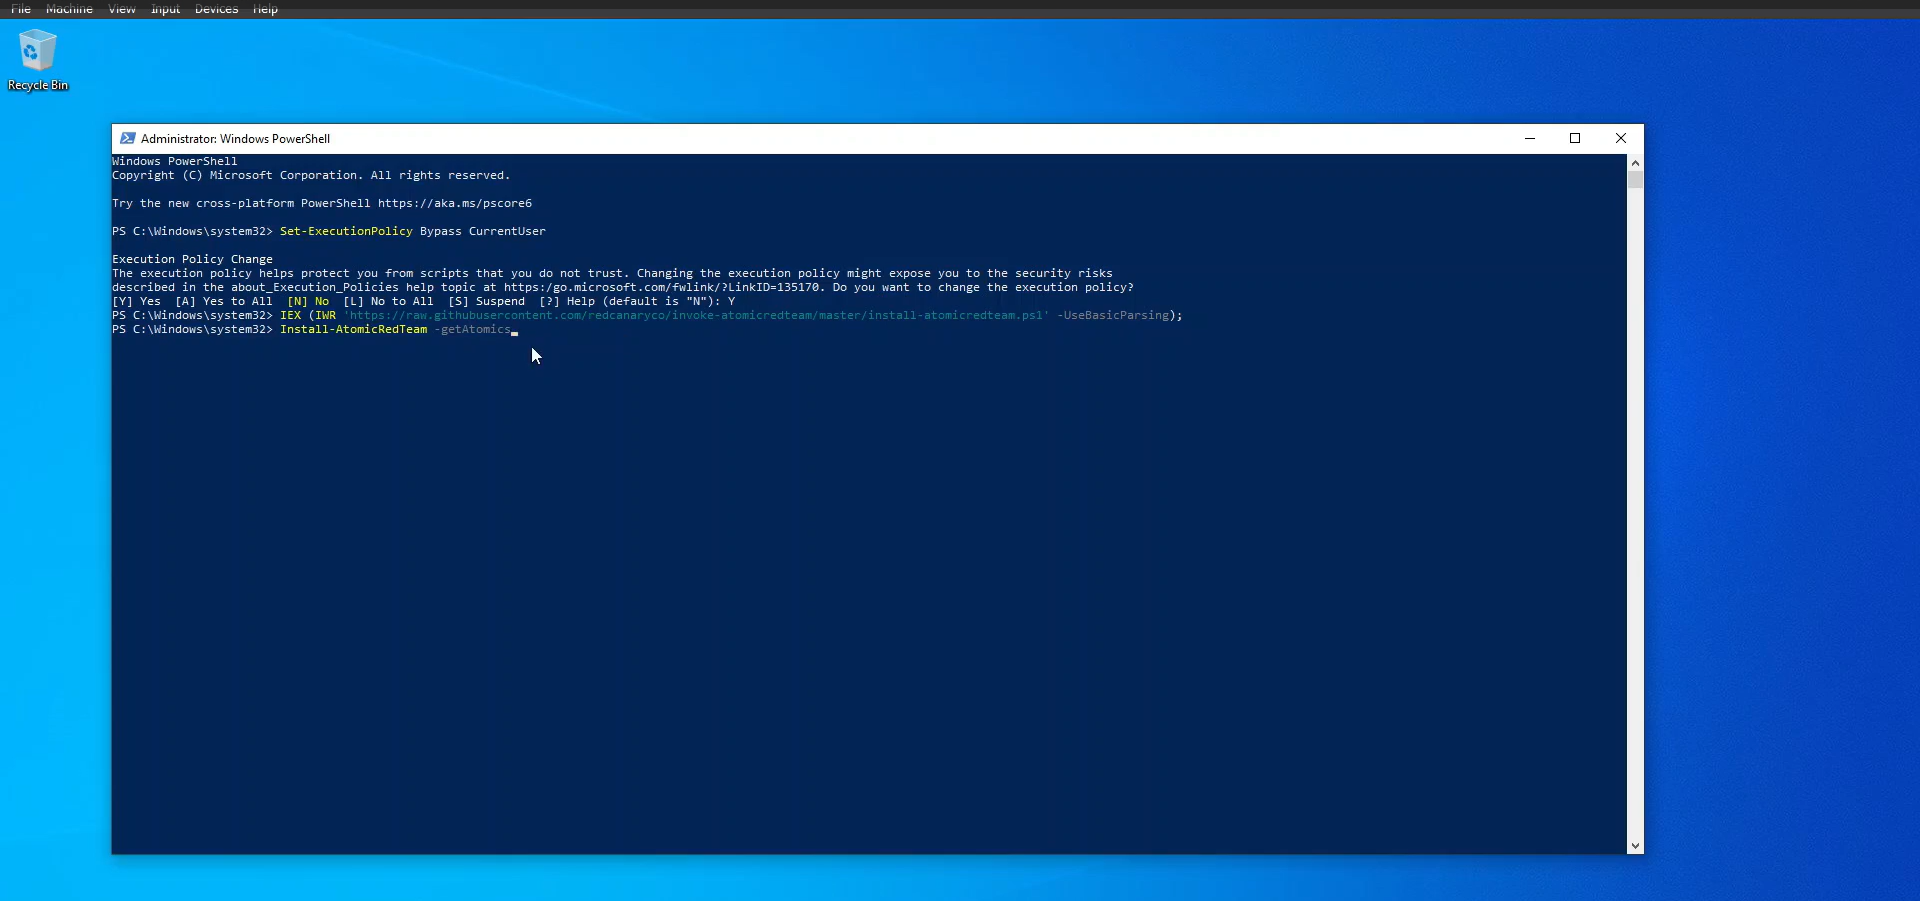 File Machine View Input Devices Help
Recycle Bin
Administrator: Windows PowerShell
Windows PowerShell
Copyright (C) Microsoft Corporation. All rights reserved.
Try the new cross-platform PowerShell https://aka.ms/pscore6
PS C:\Windows\system32> Set-ExecutionPolicy Bypass CurrentUser
Execution Policy Change
The execution policy helps protect you from scripts that you do not trust. Changing the execution policy might expose you to the security risks
described in the about_Execution_Policies help topic at https:/go.microsoft.com/fwlink/?LinkID=135170. Do you want to change the execution policy?
[Y] Yes  [A] Yes to All  [N] No  [L] No to All  [S] Suspend  [?] Help (default is "N"): Y
PS C:\Windows\system32> IEX (IWR 'https://raw.githubusercontent.com/redcanaryco/invoke-atomicredteam/master/install-atomicredteam.ps1' -UseBasicParsing);
PS C:\Windows\system32> Install-AtomicRedTeam -getAtomics